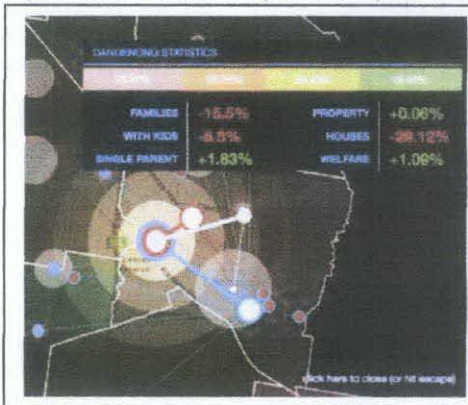 DANDENONG STATISTICS
FAMILIES -15.5% PROPERTY +0.06%
WITH KIDS -5.5% HOUSES -29.12%
SINGLE PARENT +1.83% WELFARE +1.09%
click here to close (or hit escape)